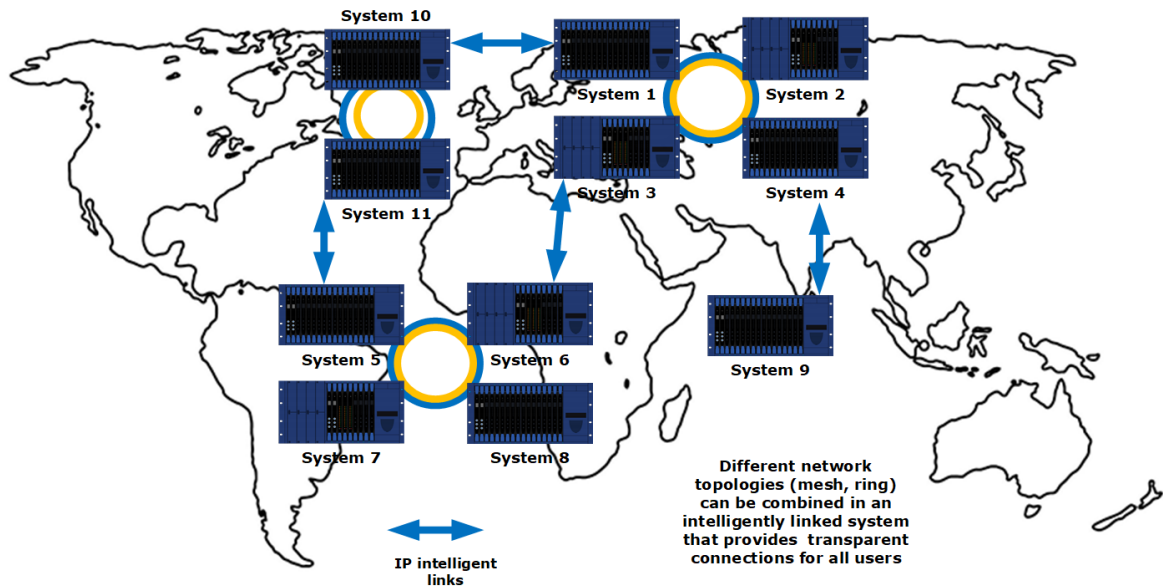 System 10
System 1
System 2
System 3
System 4
System 11
System 5
System 6
System 9
System 7
System 8
Different network
topologies (mesh, ring)
can be combined in an
intelligently linked system
that provides transparent
connections for all users
IP intelligent
links